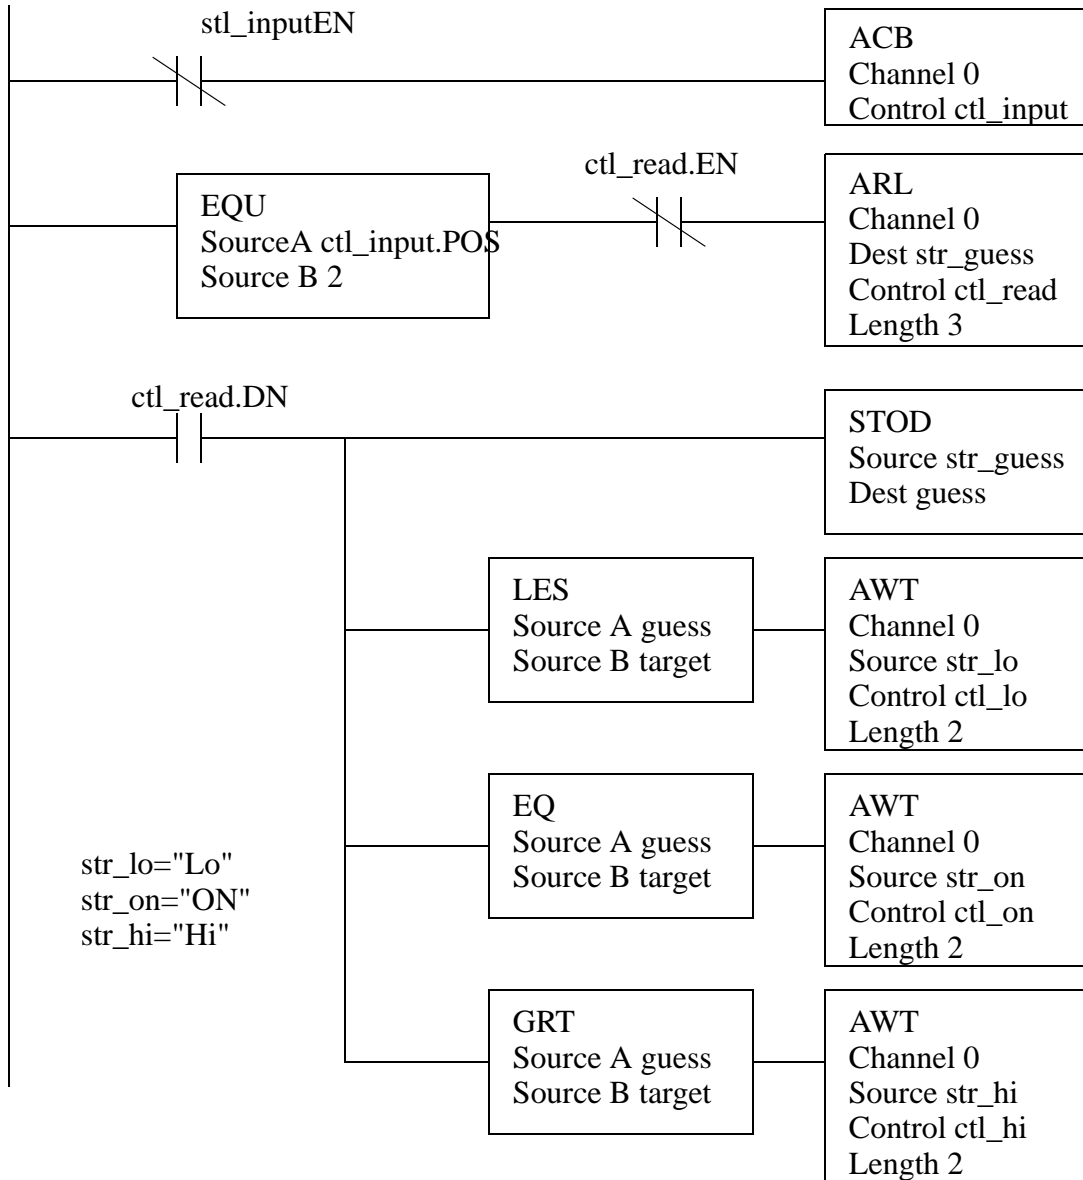 stl_inputEN
ACB
Channel 0
Control ctl_input
EQU
SourceA ctl_input.POS
Source B 2
ctl_read.EN
ARL
Channel 0
Dest str_guess
Control ctl_read
Length 3
ctl_read.DN
STOD
Source str_guess
Dest guess
LES
Source A guess
Source B target
AWT
Channel 0
Source str_lo
Control ctl_lo
Length 2
EQ
Source A guess
Source B target
AWT
Channel 0
Source str_on
Control ctl_on
Length 2
str_lo="Lo"
str_on="ON"
str_hi="Hi"
GRT
Source A guess
Source B target
AWT
Channel 0
Source str_hi
Control ctl_hi
Length 2